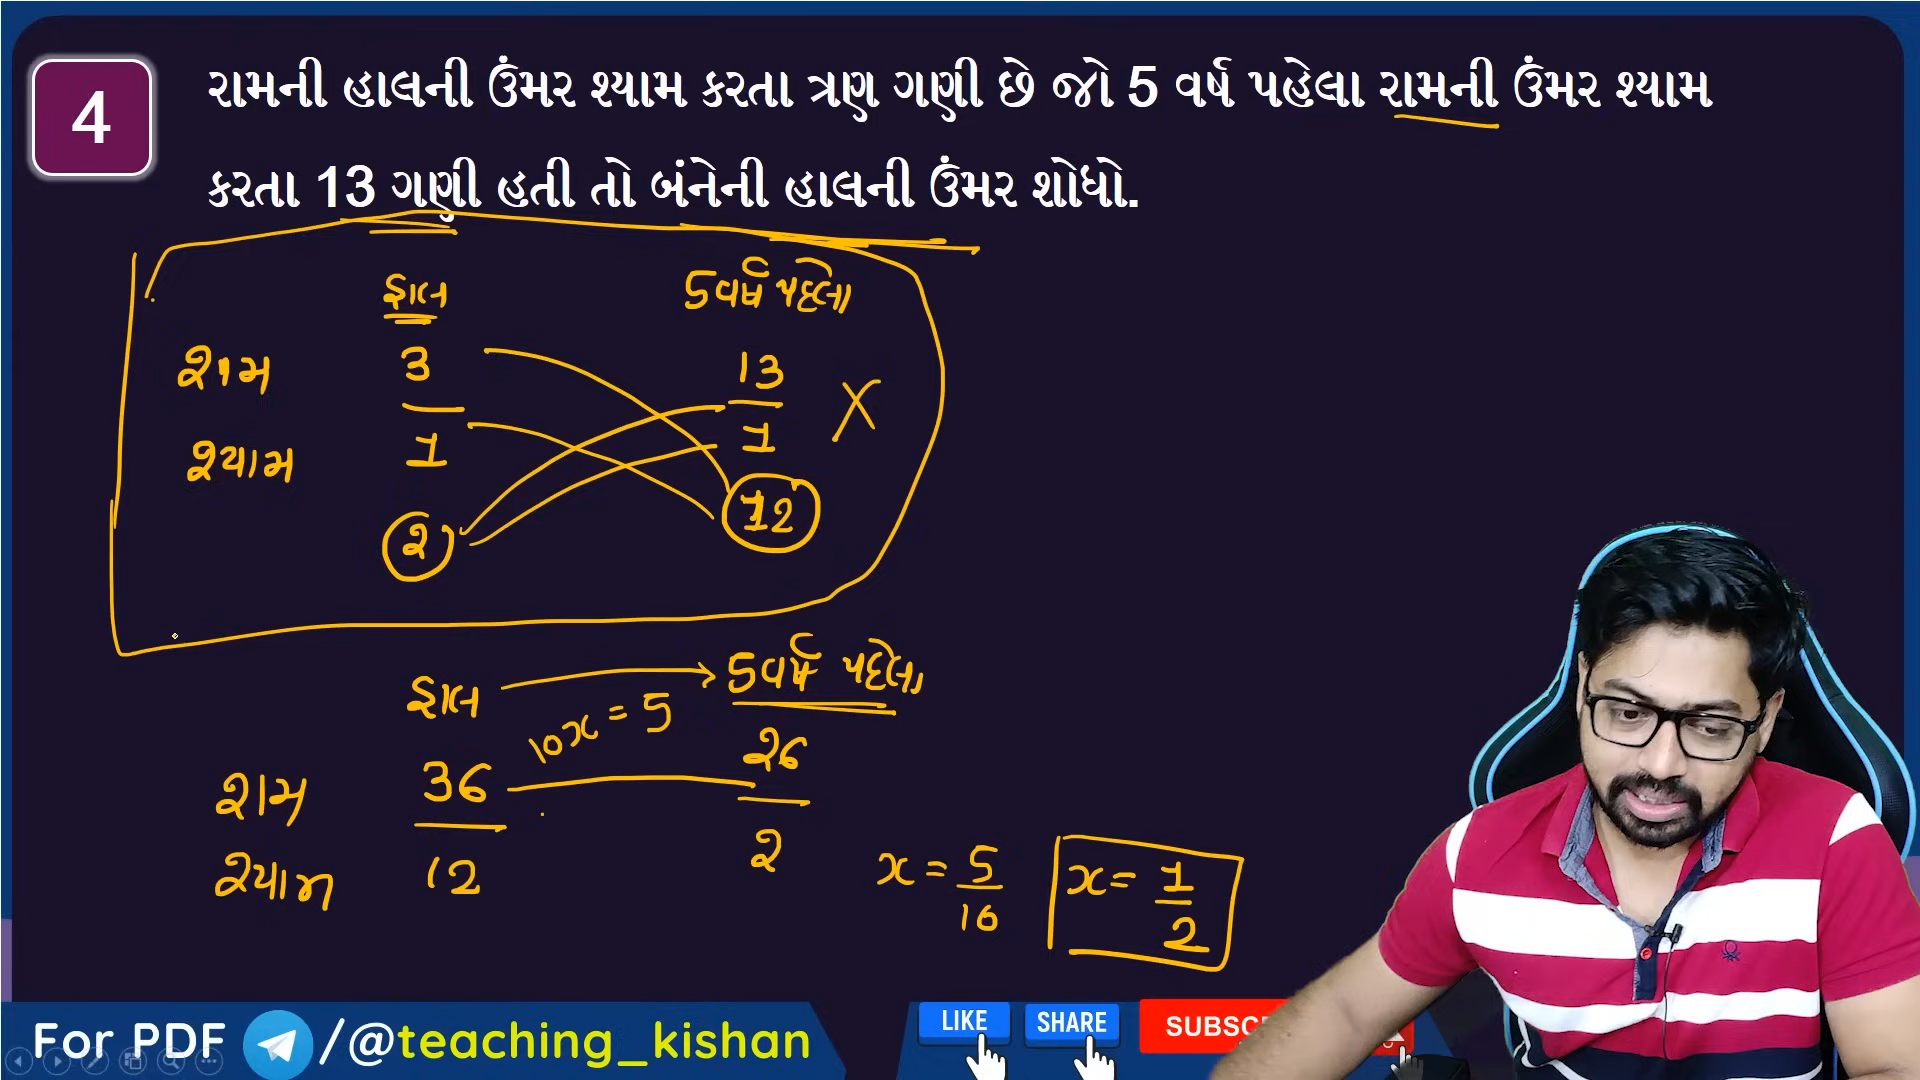 4
રામની હાલની ઉંમર શ્યામ કરતા ત્રણ ગણી છે જો 5 વર્ષ પહેલા રામની ઉંમર શ્યામ
કરતા 13 ગણી હતી તો બંનેની હાલની ઉંમર શોધો.
હાલ 5 વર્ષ પહેલા
રામ 3 13 X
શ્યામ 1 1
2 12
હાલ 5 વર્ષ પહેલા
10x = 5
રામ 36 26
શ્યામ 12 2
x = 5/10 x = 1/2
For PDF /@teaching_kishan
LIKE SHARE